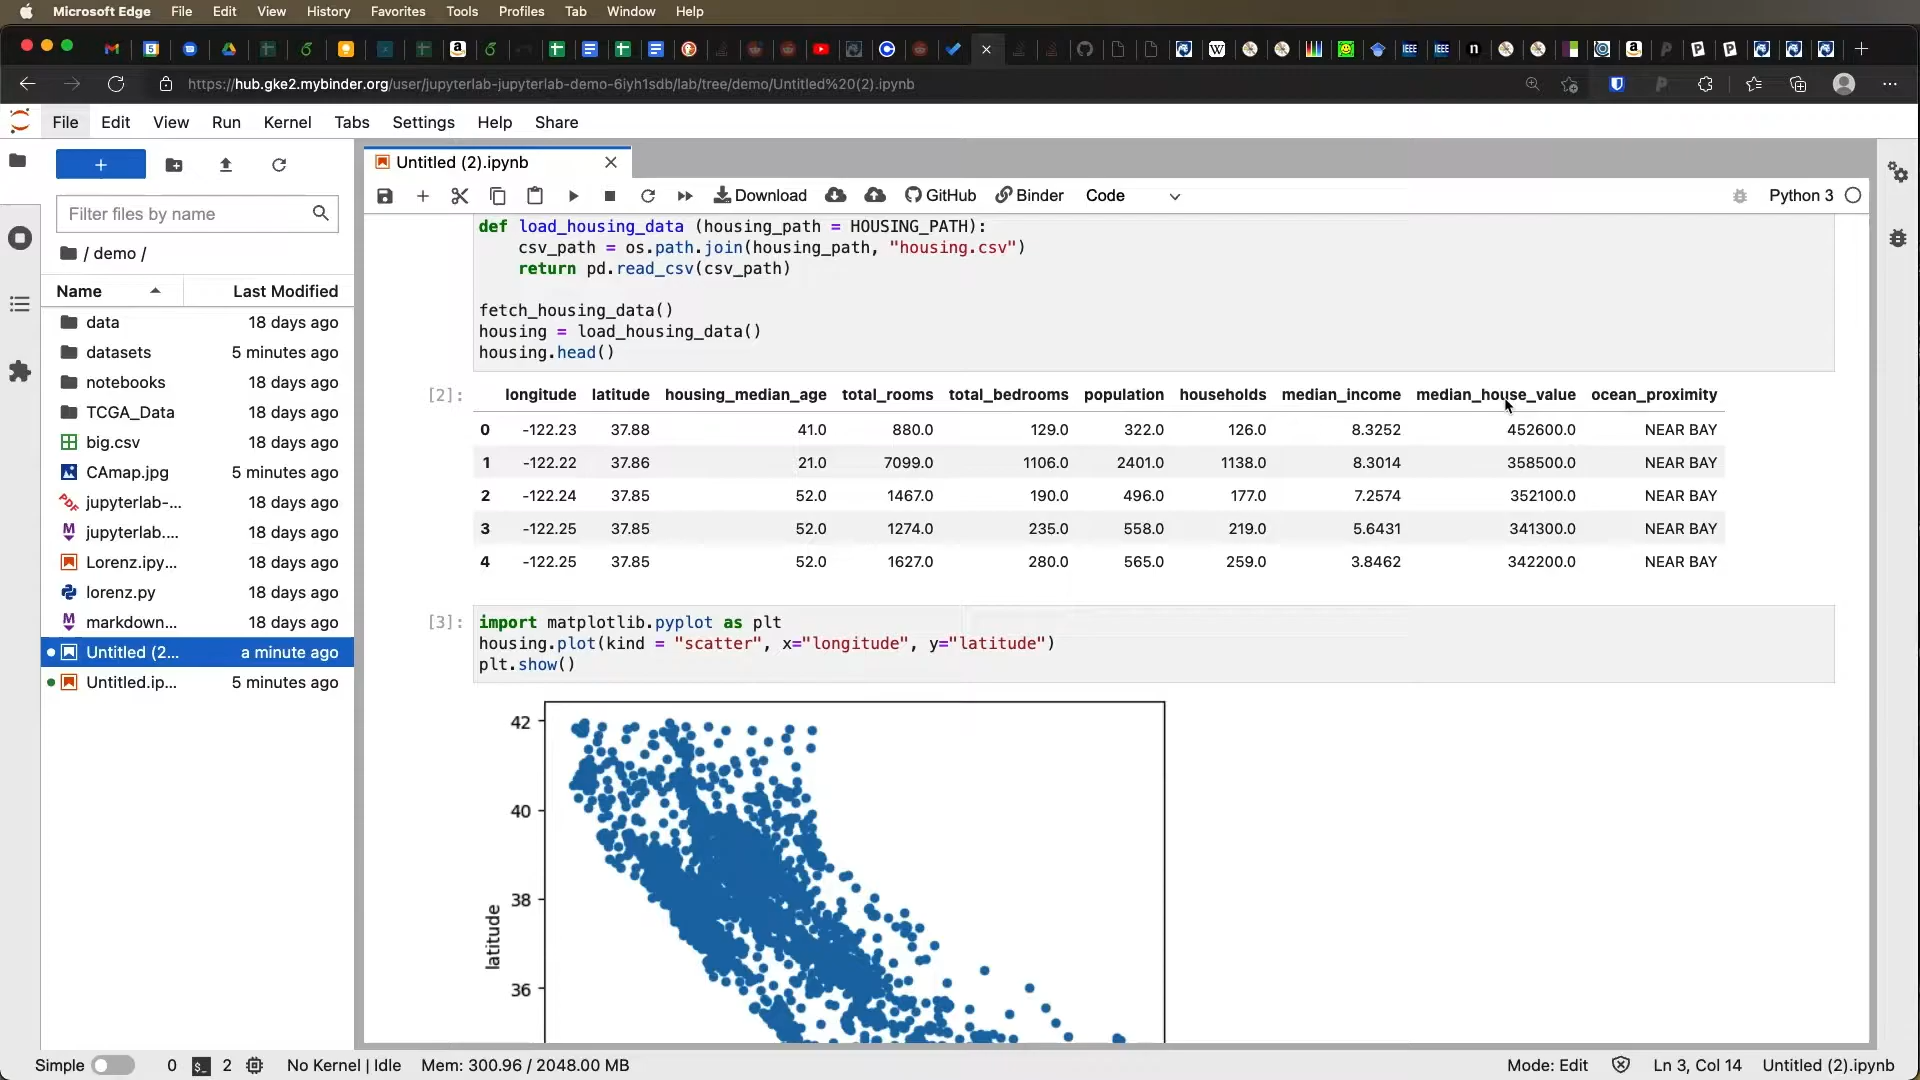 Microsoft Edge File Edit View History Favorites Tools Profiles Tab Window Help
https://hub.gke2.mybinder.org/user/jupyterlab-jupyterlab-demo-6iyh1sdb/lab/tree/demo/Untitled%20(2).ipynb
File Edit View Run Kernel Tabs Settings Help Share
Untitled (2).ipynb
Download GitHub Binder Code Python 3
Filter files by name
/ demo /
Name Last Modified
data 18 days ago
datasets 5 minutes ago
notebooks 18 days ago
TCGA_Data 18 days ago
big.csv 18 days ago
CAmap.jpg 5 minutes ago
jupyterlab-... 18 days ago
jupyterlab.... 18 days ago
Lorenz.ipy... 18 days ago
lorenz.py 18 days ago
markdown... 18 days ago
Untitled (2... a minute ago
Untitled.ip... 5 minutes ago
def load_housing_data (housing_path = HOUSING_PATH):
csv_path = os.path.join(housing_path, "housing.csv")
return pd.read_csv(csv_path)
fetch_housing_data()
housing = load_housing_data()
housing.head()
[2]: longitude latitude housing_median_age total_rooms total_bedrooms population households median_income median_house_value ocean_proximity
0 -122.23 37.88 41.0 880.0 129.0 322.0 126.0 8.3252 452600.0 NEAR BAY
1 -122.22 37.86 21.0 7099.0 1106.0 2401.0 1138.0 8.3014 358500.0 NEAR BAY
2 -122.24 37.85 52.0 1467.0 190.0 496.0 177.0 7.2574 352100.0 NEAR BAY
3 -122.25 37.85 52.0 1274.0 235.0 558.0 219.0 5.6431 341300.0 NEAR BAY
4 -122.25 37.85 52.0 1627.0 280.0 565.0 259.0 3.8462 342200.0 NEAR BAY
[3]: import matplotlib.pyplot as plt
housing.plot(kind = "scatter", x="longitude", y="latitude")
plt.show()
42
40
38
36
latitude
Simple 0 2 No Kernel | Idle Mem: 300.96 / 2048.00 MB Mode: Edit Ln 3, Col 14 Untitled (2).ipynb